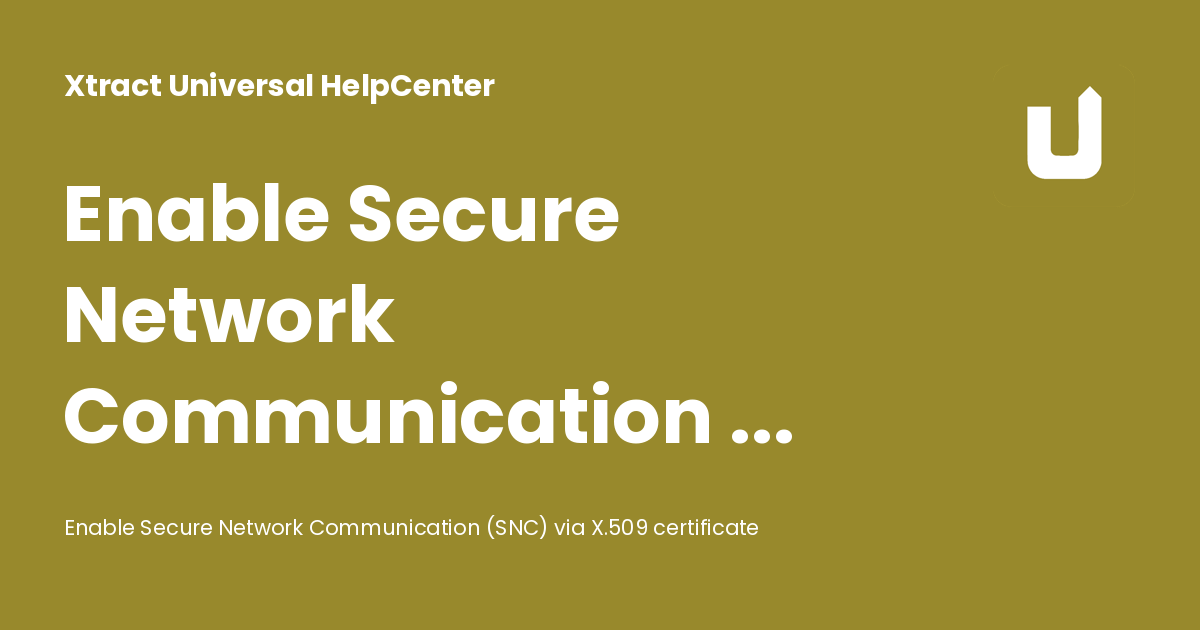 Xtract Universal HelpCenter
Enable Secure
Network
Communication ...
Enable Secure Network Communication (SNC) via X.509 certificate